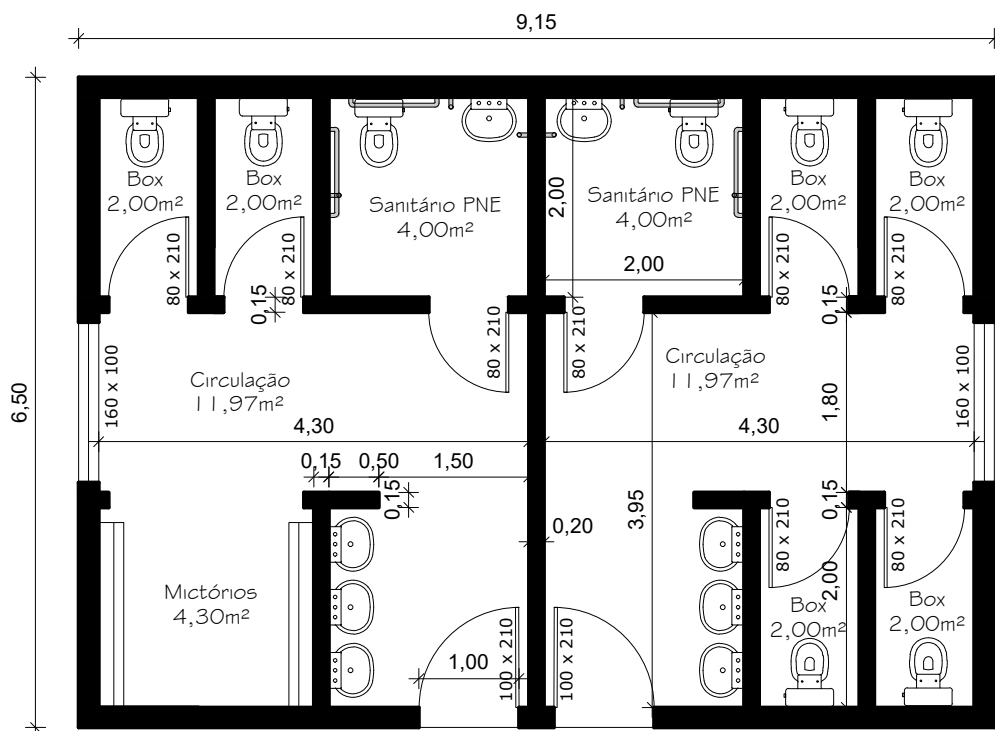 9,15
6,50
Box
2,00m²
Box
2,00m²
Sanitário PNE
4,00m²
2,00
Sanitário PNE
4,00m²
Box
2,00m²
Box
2,00m²
2,00
80 x 210
80 x 210
80 x 210
80 x 210
0,15
0,15
160 x 100
80 x 210
80 x 210
160 x 100
Circulação
11,97m²
Circulação
11,97m²
1,80
4,30
4,30
0,15
0,50
1,50
0,15
0,15
3,95
0,20
80 x 210
80 x 210
2,00
Mictórios
4,30m²
Box
2,00m²
Box
2,00m²
1,00
100 x 210
100 x 210